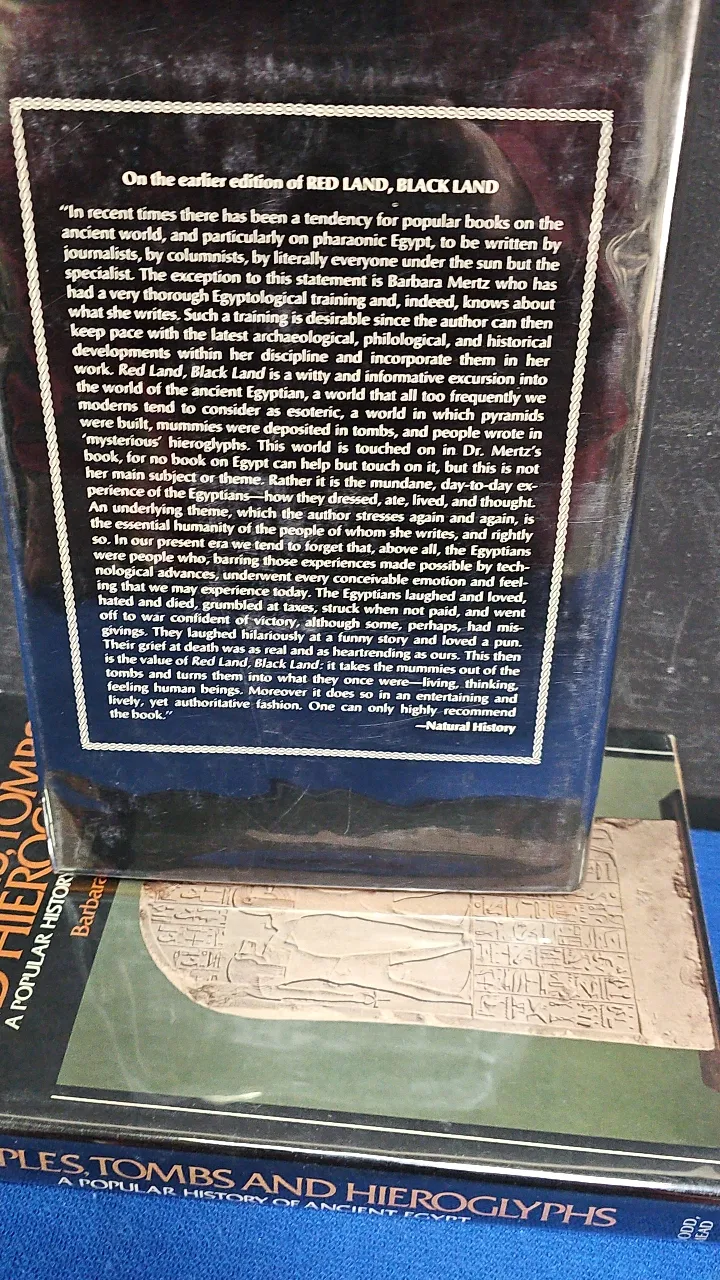 On the earlier edition of RED LAND, BLACK LAND
“In recent times there has been a tendency for popular books on the
ancient world, and particularly on pharaonic Egypt, to be written by
journalists, by columnists, by literally everyone under the sun but the
specialist. The exception to this statement is Barbara Mertz who has
had a very thorough Egyptological training and, indeed, knows about
what she writes. Such a training is desirable since the author can then
keep pace with the latest archaeological, philological, and historical
developments within her discipline and incorporate them in her
work. Red Land, Black Land is a witty and informative excursion into
the world of the ancient Egyptian, a world that all too frequently we
moderns tend to consider as esoteric, a world in which pyramids
were built, mummies were deposited in tombs, and people wrote in
‘mysterious’ hieroglyphs. This world is touched on in Dr. Mertz’s
book, for no book on Egypt can help but touch on it, but this is not
her main subject or theme. Rather it is the mundane, day-to-day ex-
perience of the Egyptians—how they dressed, ate, lived, and thought.
An underlying theme, which the author stresses again and again, is
the essential humanity of the people of whom she writes, and rightly
so. In our present era we tend to forget that, above all, the Egyptians
were people who, barring those experiences made possible by tech-
nological advances, underwent every conceivable emotion and feel-
ing that we may experience today. The Egyptians laughed and loved,
hated and died, grumbled at taxes, struck when not paid, and went
off to war confident of victory, although some, perhaps, had mis-
givings. They laughed hilariously at a funny story and loved a pun.
Their grief at death was as real and as heartrending as ours. This then
is the value of Red Land, Black Land: it takes the mummies out of the
tombs and turns them into what they once were—living, thinking,
feeling human beings. Moreover it does so in an entertaining and
lively, yet authoritative fashion. One can only highly recommend
the book.”
—Natural History
TOMBS
D HIEROG
A POPULAR HISTORY
Barbara
PLES, TOMBS AND HIEROGLYPHS
A POPULAR HISTORY OF ANCIENT EGYPT
ODD,
EAD